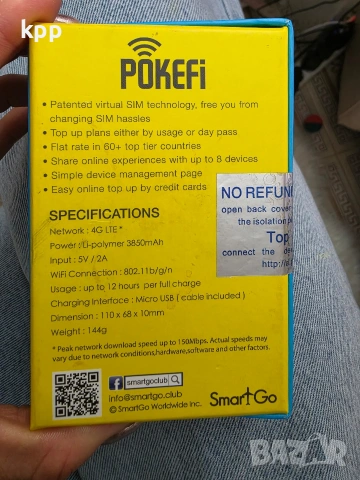 kpp
POKEFi
• Patented virtual SIM technology, free you from
changing SIM hassles
• Top up plans either by usage or day pass
• Flat rate in 60+ top tier countries
• Share online experiences with up to 8 devices
• Simple device management page
• Easy online top up by credit cards
NO REFUN
open back cover
the isolation
Top
connect the de
http://
SPECIFICATIONS
Network : 4G LTE*
Power : Li-polymer 3850mAh
Input : 5V / 2A
WiFi Connection : 802.11b/g/n
Usage : up to 12 hours per full charge
Charging Interface : Micro USB ( cable included )
Dimension : 110 x 68 x 10mm
Weight : 144g
* Peak network download speed up to 150Mbps. Actual speeds may
vary due to network conditions,hardware,software and other factors.
f smartgoclub
info@smartgo.club
© SmartGo Worldwide Inc.
SmartGo
BAZAR
bg